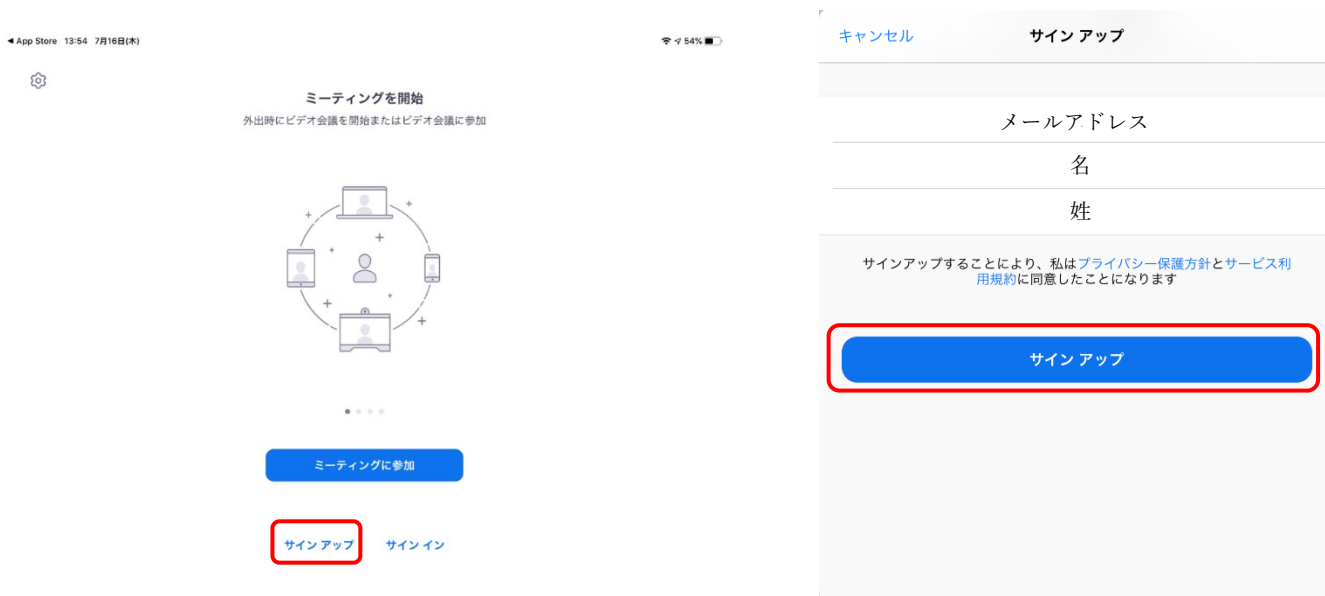 App Store 13:54 7月16日(木)
54%
ミーティングを開始
外出時にビデオ会議を開始またはビデオ会議に参加
ミーティングに参加
サイン アップ サイン イン
キャンセル サイン アップ
メールアドレス
名
姓
サインアップすることにより、私はプライバシー保護方針とサービス利
用規約に同意したことになります
サイン アップ